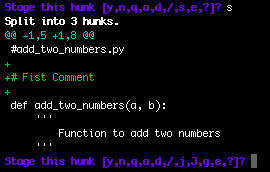 Stage this hunk [y,n,q,a,d,/,s,e,?]? s
Split into 3 hunks.
@@ -1,5 +1,8 @@
 #add_two_numbers.py
+
+# Fist Comment
+
 def add_two_numbers(a, b):
     '''
        Function to add two numbers
     '''
Stage this hunk [y,n,q,a,d,/,j,J,g,e,?]?